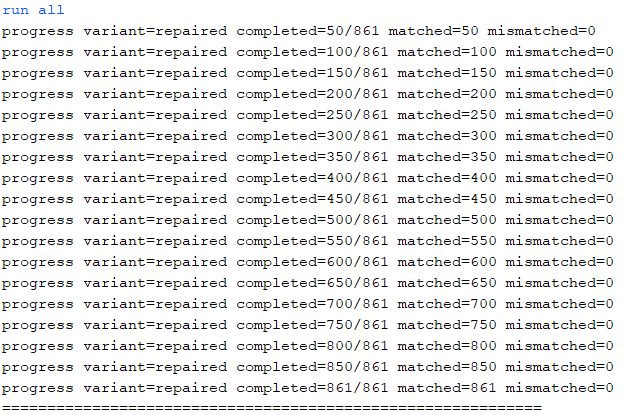 run all
progress variant=repaired completed=50/861 matched=50 mismatched=0
progress variant=repaired completed=100/861 matched=100 mismatched=0
progress variant=repaired completed=150/861 matched=150 mismatched=0
progress variant=repaired completed=200/861 matched=200 mismatched=0
progress variant=repaired completed=250/861 matched=250 mismatched=0
progress variant=repaired completed=300/861 matched=300 mismatched=0
progress variant=repaired completed=350/861 matched=350 mismatched=0
progress variant=repaired completed=400/861 matched=400 mismatched=0
progress variant=repaired completed=450/861 matched=450 mismatched=0
progress variant=repaired completed=500/861 matched=500 mismatched=0
progress variant=repaired completed=550/861 matched=550 mismatched=0
progress variant=repaired completed=600/861 matched=600 mismatched=0
progress variant=repaired completed=650/861 matched=650 mismatched=0
progress variant=repaired completed=700/861 matched=700 mismatched=0
progress variant=repaired completed=750/861 matched=750 mismatched=0
progress variant=repaired completed=800/861 matched=800 mismatched=0
progress variant=repaired completed=850/861 matched=850 mismatched=0
progress variant=repaired completed=861/861 matched=861 mismatched=0
============================================================